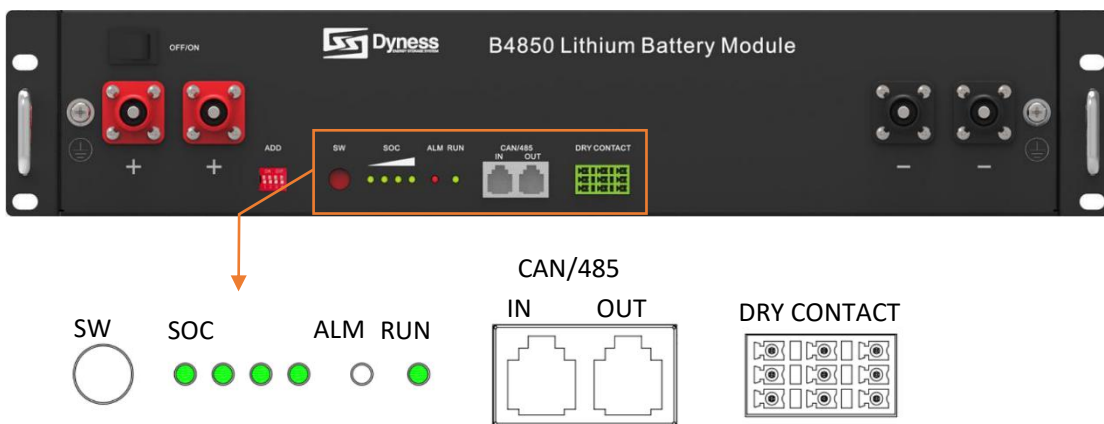 OFF/ON
Dyness
B4850 Lithium Battery Module
+ +
ADD
SW
SOC
ALM RUN
CAN/485
IN OUT
DRY CONTACT
− −
CAN/485
IN OUT
SW
SOC
ALM RUN
DRY CONTACT